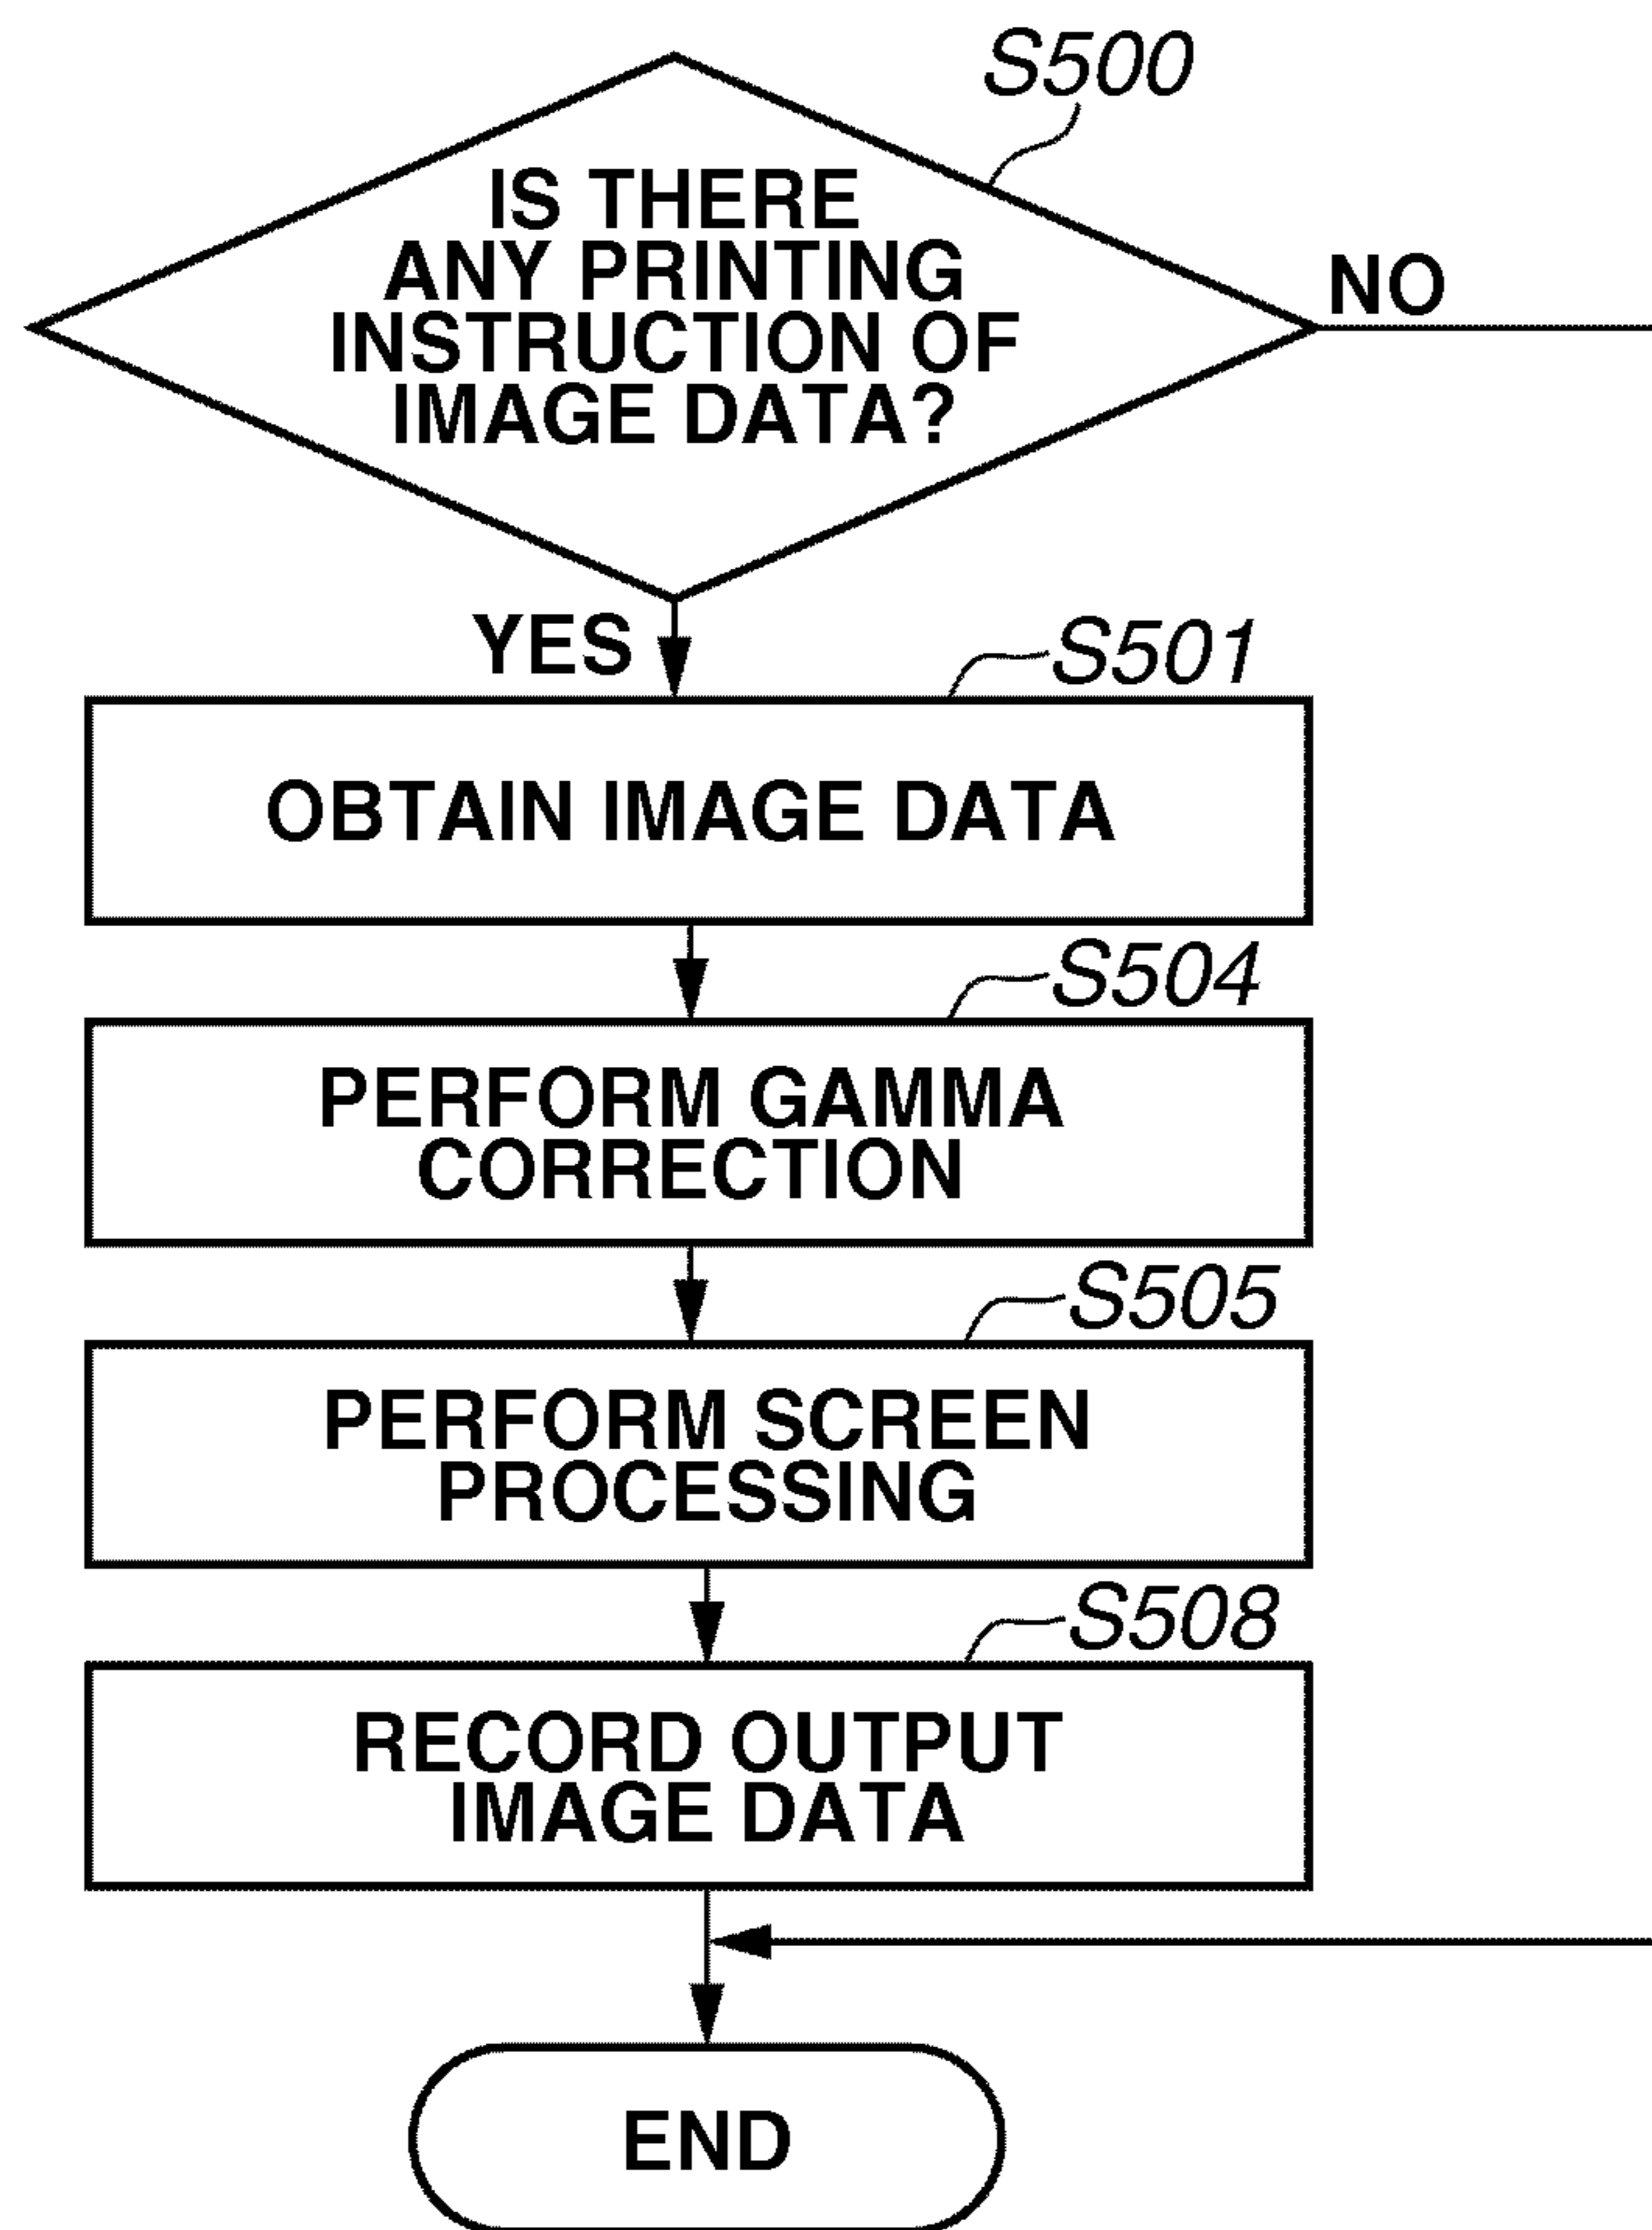 S500
IS THERE
ANY PRINTING
INSTRUCTION OF
IMAGE DATA?
NO
YES
S501
OBTAIN IMAGE DATA
S504
PERFORM GAMMA
CORRECTION
S505
PERFORM SCREEN
PROCESSING
S508
RECORD OUTPUT
IMAGE DATA
END